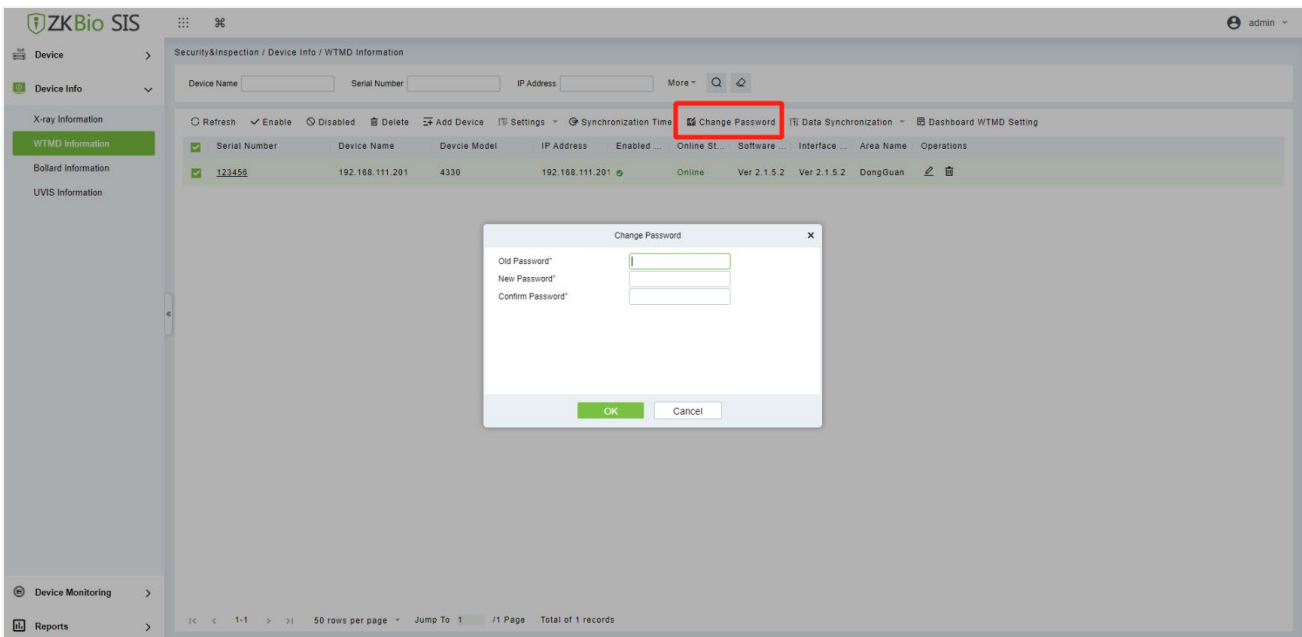 ZKBio SIS
admin
Device
Device Info
X-ray Information
WTMD Information
Bollard Information
UVIS Information
Device Monitoring
Reports
Security&Inspection / Device Info / WTMD Information
Device Name Serial Number IP Address More
Refresh Enable Disabled Delete Add Device Settings Synchronization Time Change Password Data Synchronization Dashboard WTMD Setting
Serial Number Device Name Devcie Model IP Address Enabled ... Online St... Software ... Interface ... Area Name Operations
123456 192.168.111.201 4330 192.168.111.201 Online Ver 2.1.5.2 Ver 2.1.5.2 DongGuan
Change Password
Old Password*
New Password*
Confirm Password*
OK Cancel
1-1 50 rows per page Jump To 1 /1 Page Total of 1 records